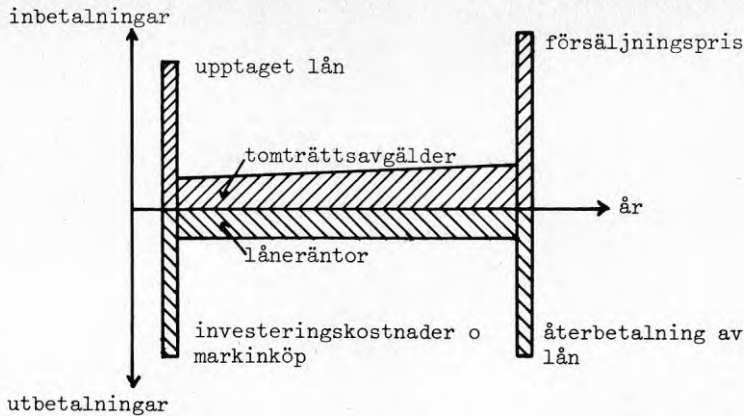 inbetalningar
försäljningspris
upptaget lån
tomträttsavgälder
år
låneräntor
investeringskostnader o
markinköp
återbetalning av
lån
utbetalningar